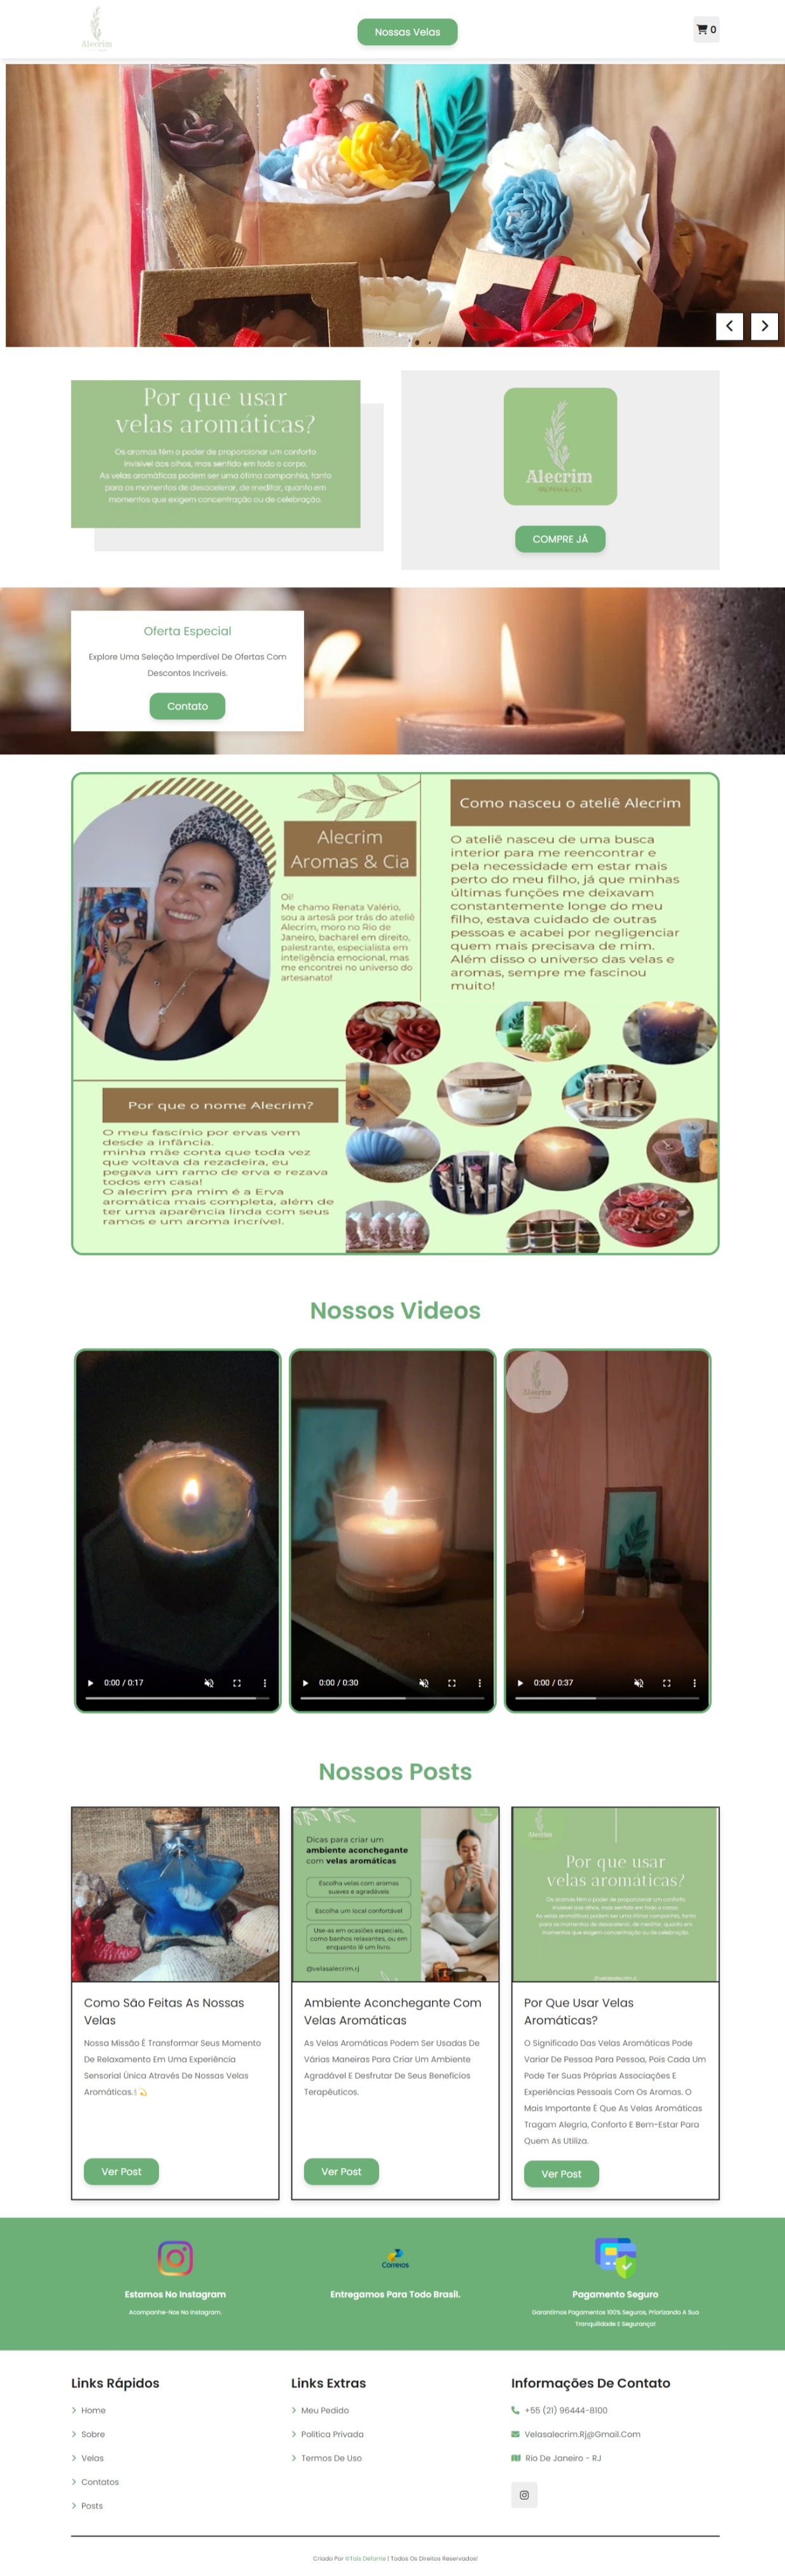 Alecrim
Nossas Velas
0
Por que usar
velas aromáticas?
Os aromas têm o poder de proporcionar um conforto
invisível aos olhos, mas sentido em todo o corpo.
As velas aromáticas podem ser uma ótima companhia, tanto
para os momentos de desacelerar, de meditar, quanto em
momentos que exigem concentração ou de celebração.
Alecrim
AROMAS & CIA
COMPRE JÁ
Oferta Especial
Explore Uma Seleção Imperdível De Ofertas Com
Descontos Incríveis.
Contato
Alecrim
Aromas & Cia
Oi!
Me chamo Renata Valério,
sou a artesã por trás do ateliê
Alecrim, moro no Rio de
Janeiro, bacharel em direito,
palestrante, especialista em
inteligência emocional, mas
me encontrei no universo do
artesanato!
Como nasceu o ateliê Alecrim
O ateliê nasceu de uma busca
interior para me reencontrar e
pela necessidade em estar mais
perto do meu filho, já que minhas
últimas funções me deixavam
constantemente longe do meu
filho, estava cuidado de outras
pessoas e acabei por negligenciar
quem mais precisava de mim.
Além disso o universo das velas e
aromas, sempre me fascinou
muito!
Por que o nome Alecrim?
O meu fascínio por ervas vem
desde a infância.
minha mãe conta que toda vez
que voltava da rezadeira, eu
pegava um ramo de erva e rezava
todos em casa!
O alecrim pra mim é a Erva
aromática mais completa, além de
ter uma aparência linda com seus
ramos e um aroma incrível.
Nossos Videos
Alecrim
0:00 / 0:17
0:00 / 0:30
0:00 / 0:37
Nossos Posts
Dicas para criar um
ambiente aconchegante
com velas aromáticas
Escolha velas com aromas
suaves e agradáveis
Escolha um local confortável
Use-as em ocasiões especiais,
como banhos relaxantes, ou em
enquanto lê um livro.
@velasalecrim.rj
Alecrim
Por que usar
velas aromáticas?
Os aromas têm o poder de proporcionar um conforto
invisível aos olhos, mas sentido em todo o corpo.
As velas aromáticas podem ser uma ótima companhia, tanto
para os momentos de desacelerar, de meditar, quanto em
momentos que exigem concentração ou de celebração.
@velasalecrim.rj
Como São Feitas As Nossas
Velas
Nossa Missão É Transformar Seus Momento
De Relaxamento Em Uma Experiência
Sensorial Única Através De Nossas Velas
Aromáticas.🕯💫
Ver Post
Ambiente Aconchegante Com
Velas Aromáticas
As Velas Aromáticas Podem Ser Usadas De
Várias Maneiras Para Criar Um Ambiente
Agradável E Desfrutar De Seus Benefícios
Terapêuticos.
Ver Post
Por Que Usar Velas
Aromáticas?
O Significado Das Velas Aromáticas Pode
Variar De Pessoa Para Pessoa, Pois Cada Um
Pode Ter Suas Próprias Associações E
Experiências Pessoais Com Os Aromas. O
Mais Importante É Que As Velas Aromáticas
Tragam Alegria, Conforto E Bem-Estar Para
Quem As Utiliza.
Ver Post
Estamos No Instagram
Acompanhe-Nos No Instagram.
Correios
Entregamos Para Todo Brasil.
Pagamento Seguro
Garantimos Pagamentos 100% Seguros, Priorizando A Sua
Tranquilidade E Segurança!
Links Rápidos
Home
Sobre
Velas
Contatos
Posts
Links Extras
Meu Pedido
Política Privada
Termos De Uso
Informações De Contato
+55 (21) 96444-8100
Velasalecrim.Rj@Gmail.Com
Rio De Janeiro - RJ
Criado Por ©Taís Defante | Todos Os Direitos Reservados!